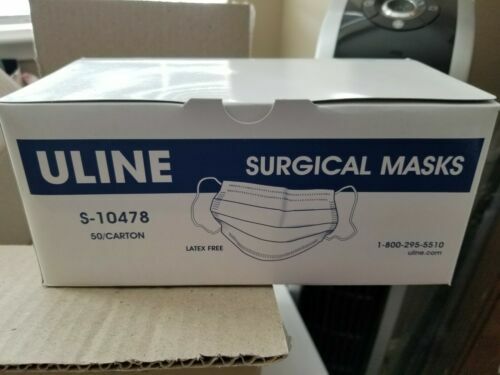 ULINE SURGICAL MASKS
S-10478
50/CARTON
LATEX FREE
1-800-295-5510
uline.com